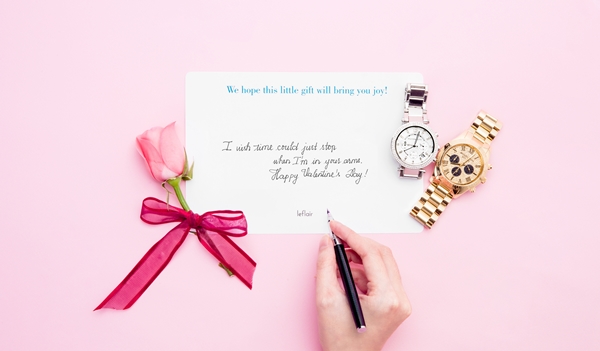 We hope this little gift will bring you joy!
I wish time could just stop
when I'm in your arms.
Happy Valentine's Day!
leflair